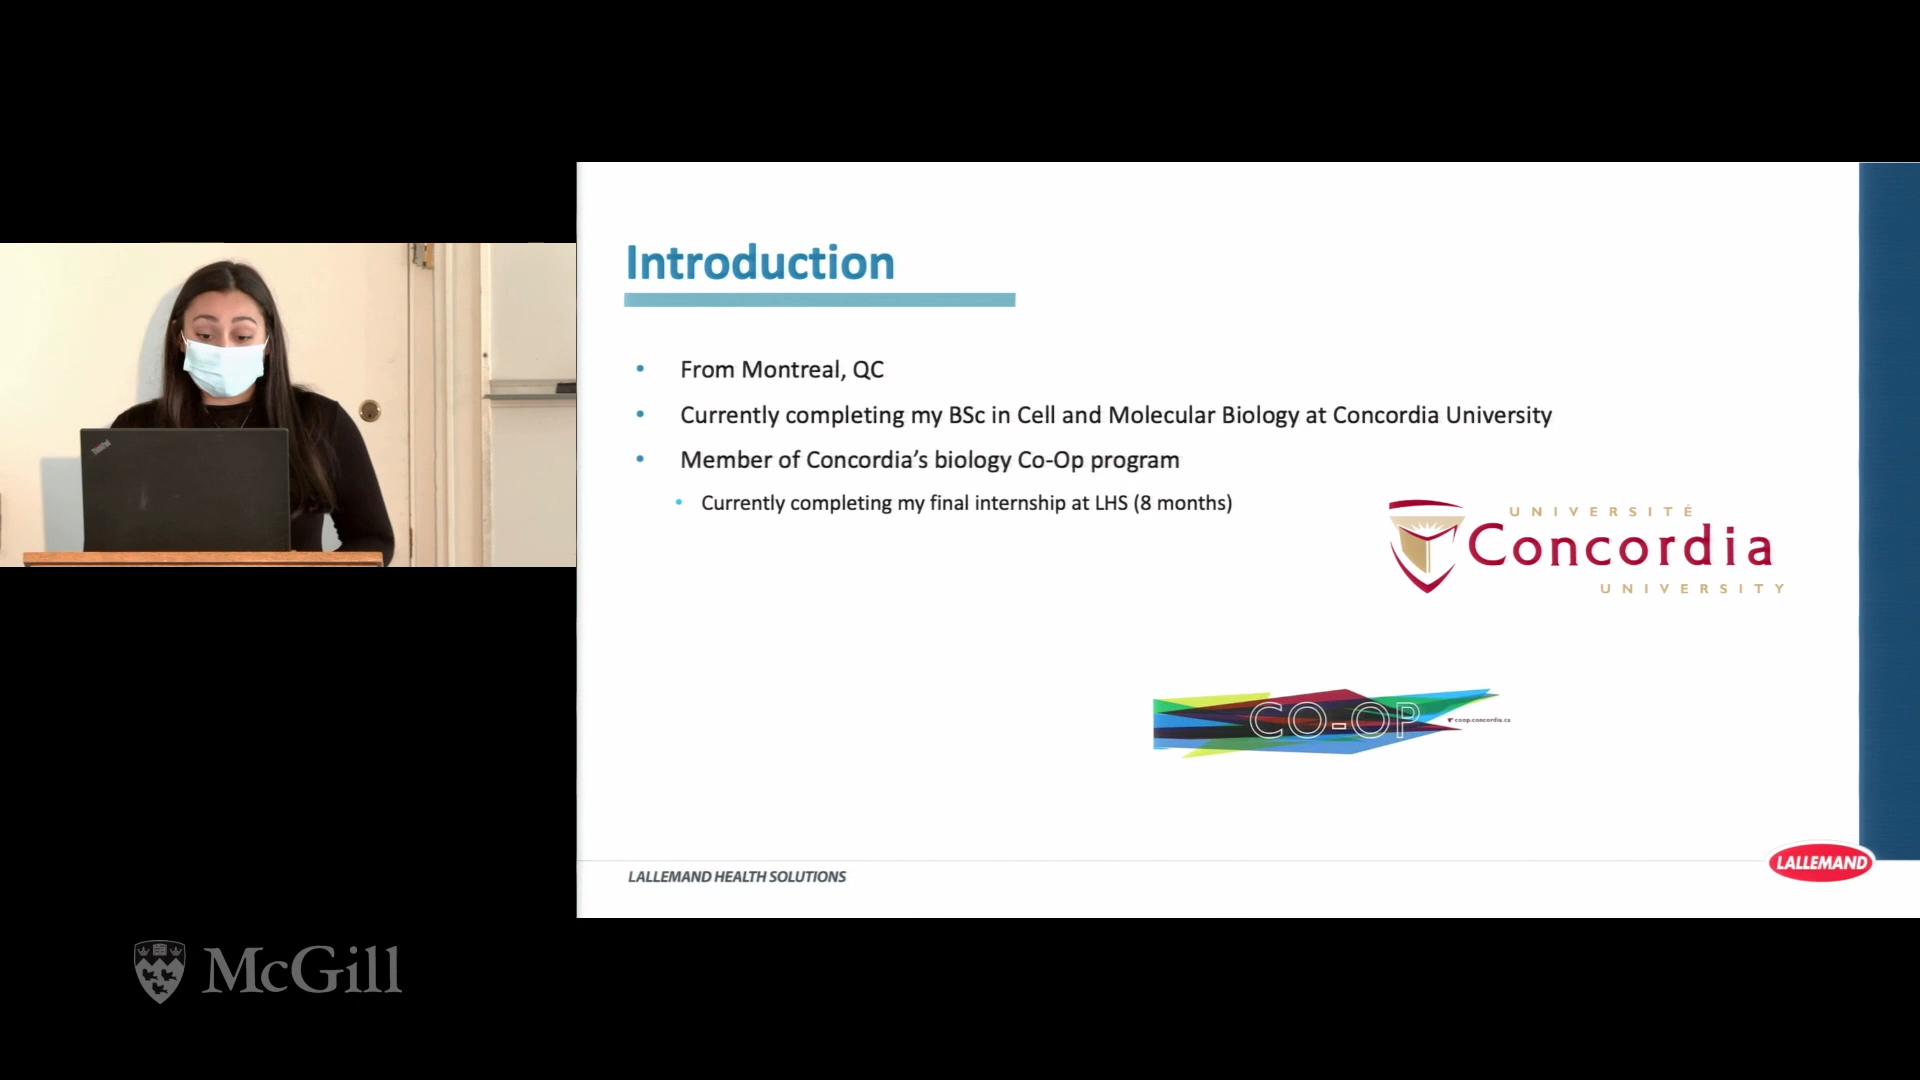 ThinkPad
Introduction
• From Montreal, QC
• Currently completing my BSc in Cell and Molecular Biology at Concordia University
• Member of Concordia’s biology Co-Op program
• Currently completing my final internship at LHS (8 months)
UNIVERSITÉ
Concordia
UNIVERSITY
CO-OP
coop.concordia.ca
LALLEMAND HEALTH SOLUTIONS
LALLEMAND
McGill